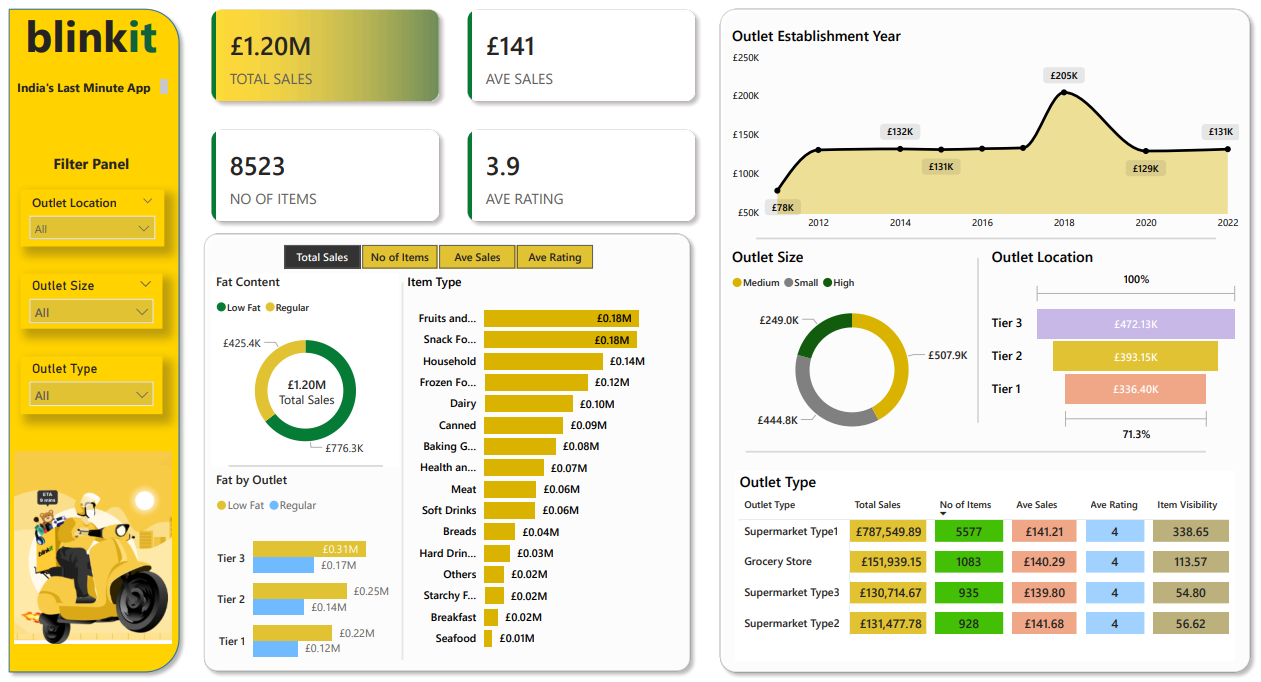 blinkit
India's Last Minute App
Filter Panel
Outlet Location
All
Outlet Size
All
Outlet Type
All
ETA
9 mins
blinkit
£1.20M
TOTAL SALES
£141
AVE SALES
8523
NO OF ITEMS
3.9
AVE RATING
Total Sales No of Items Ave Sales Ave Rating
Fat Content
Low Fat Regular
£425.4K
£1.20M
Total Sales
£776.3K
Fat by Outlet
Low Fat Regular
Tier 3 £0.31M
£0.17M
Tier 2 £0.25M
£0.14M
Tier 1 £0.22M
£0.12M
Item Type
Fruits and... £0.18M
Snack Fo... £0.18M
Household £0.14M
Frozen Fo... £0.12M
Dairy £0.10M
Canned £0.09M
Baking G... £0.08M
Health an... £0.07M
Meat £0.06M
Soft Drinks £0.06M
Breads £0.04M
Hard Drin... £0.03M
Others £0.02M
Starchy F... £0.02M
Breakfast £0.02M
Seafood £0.01M
Outlet Establishment Year
£250K
£200K
£150K
£100K
£50K
£78K
£132K
£131K
£205K
£129K
£131K
2012 2014 2016 2018 2020 2022
Outlet Size
Medium Small High
£249.0K
£507.9K
£444.8K
Outlet Location
100%
Tier 3 £472.13K
Tier 2 £393.15K
Tier 1 £336.40K
71.3%
Outlet Type
Outlet Type Total Sales No of Items Ave Sales Ave Rating Item Visibility
Supermarket Type1 £787,549.89 5577 £141.21 4 338.65
Grocery Store £151,939.15 1083 £140.29 4 113.57
Supermarket Type3 £130,714.67 935 £139.80 4 54.80
Supermarket Type2 £131,477.78 928 £141.68 4 56.62